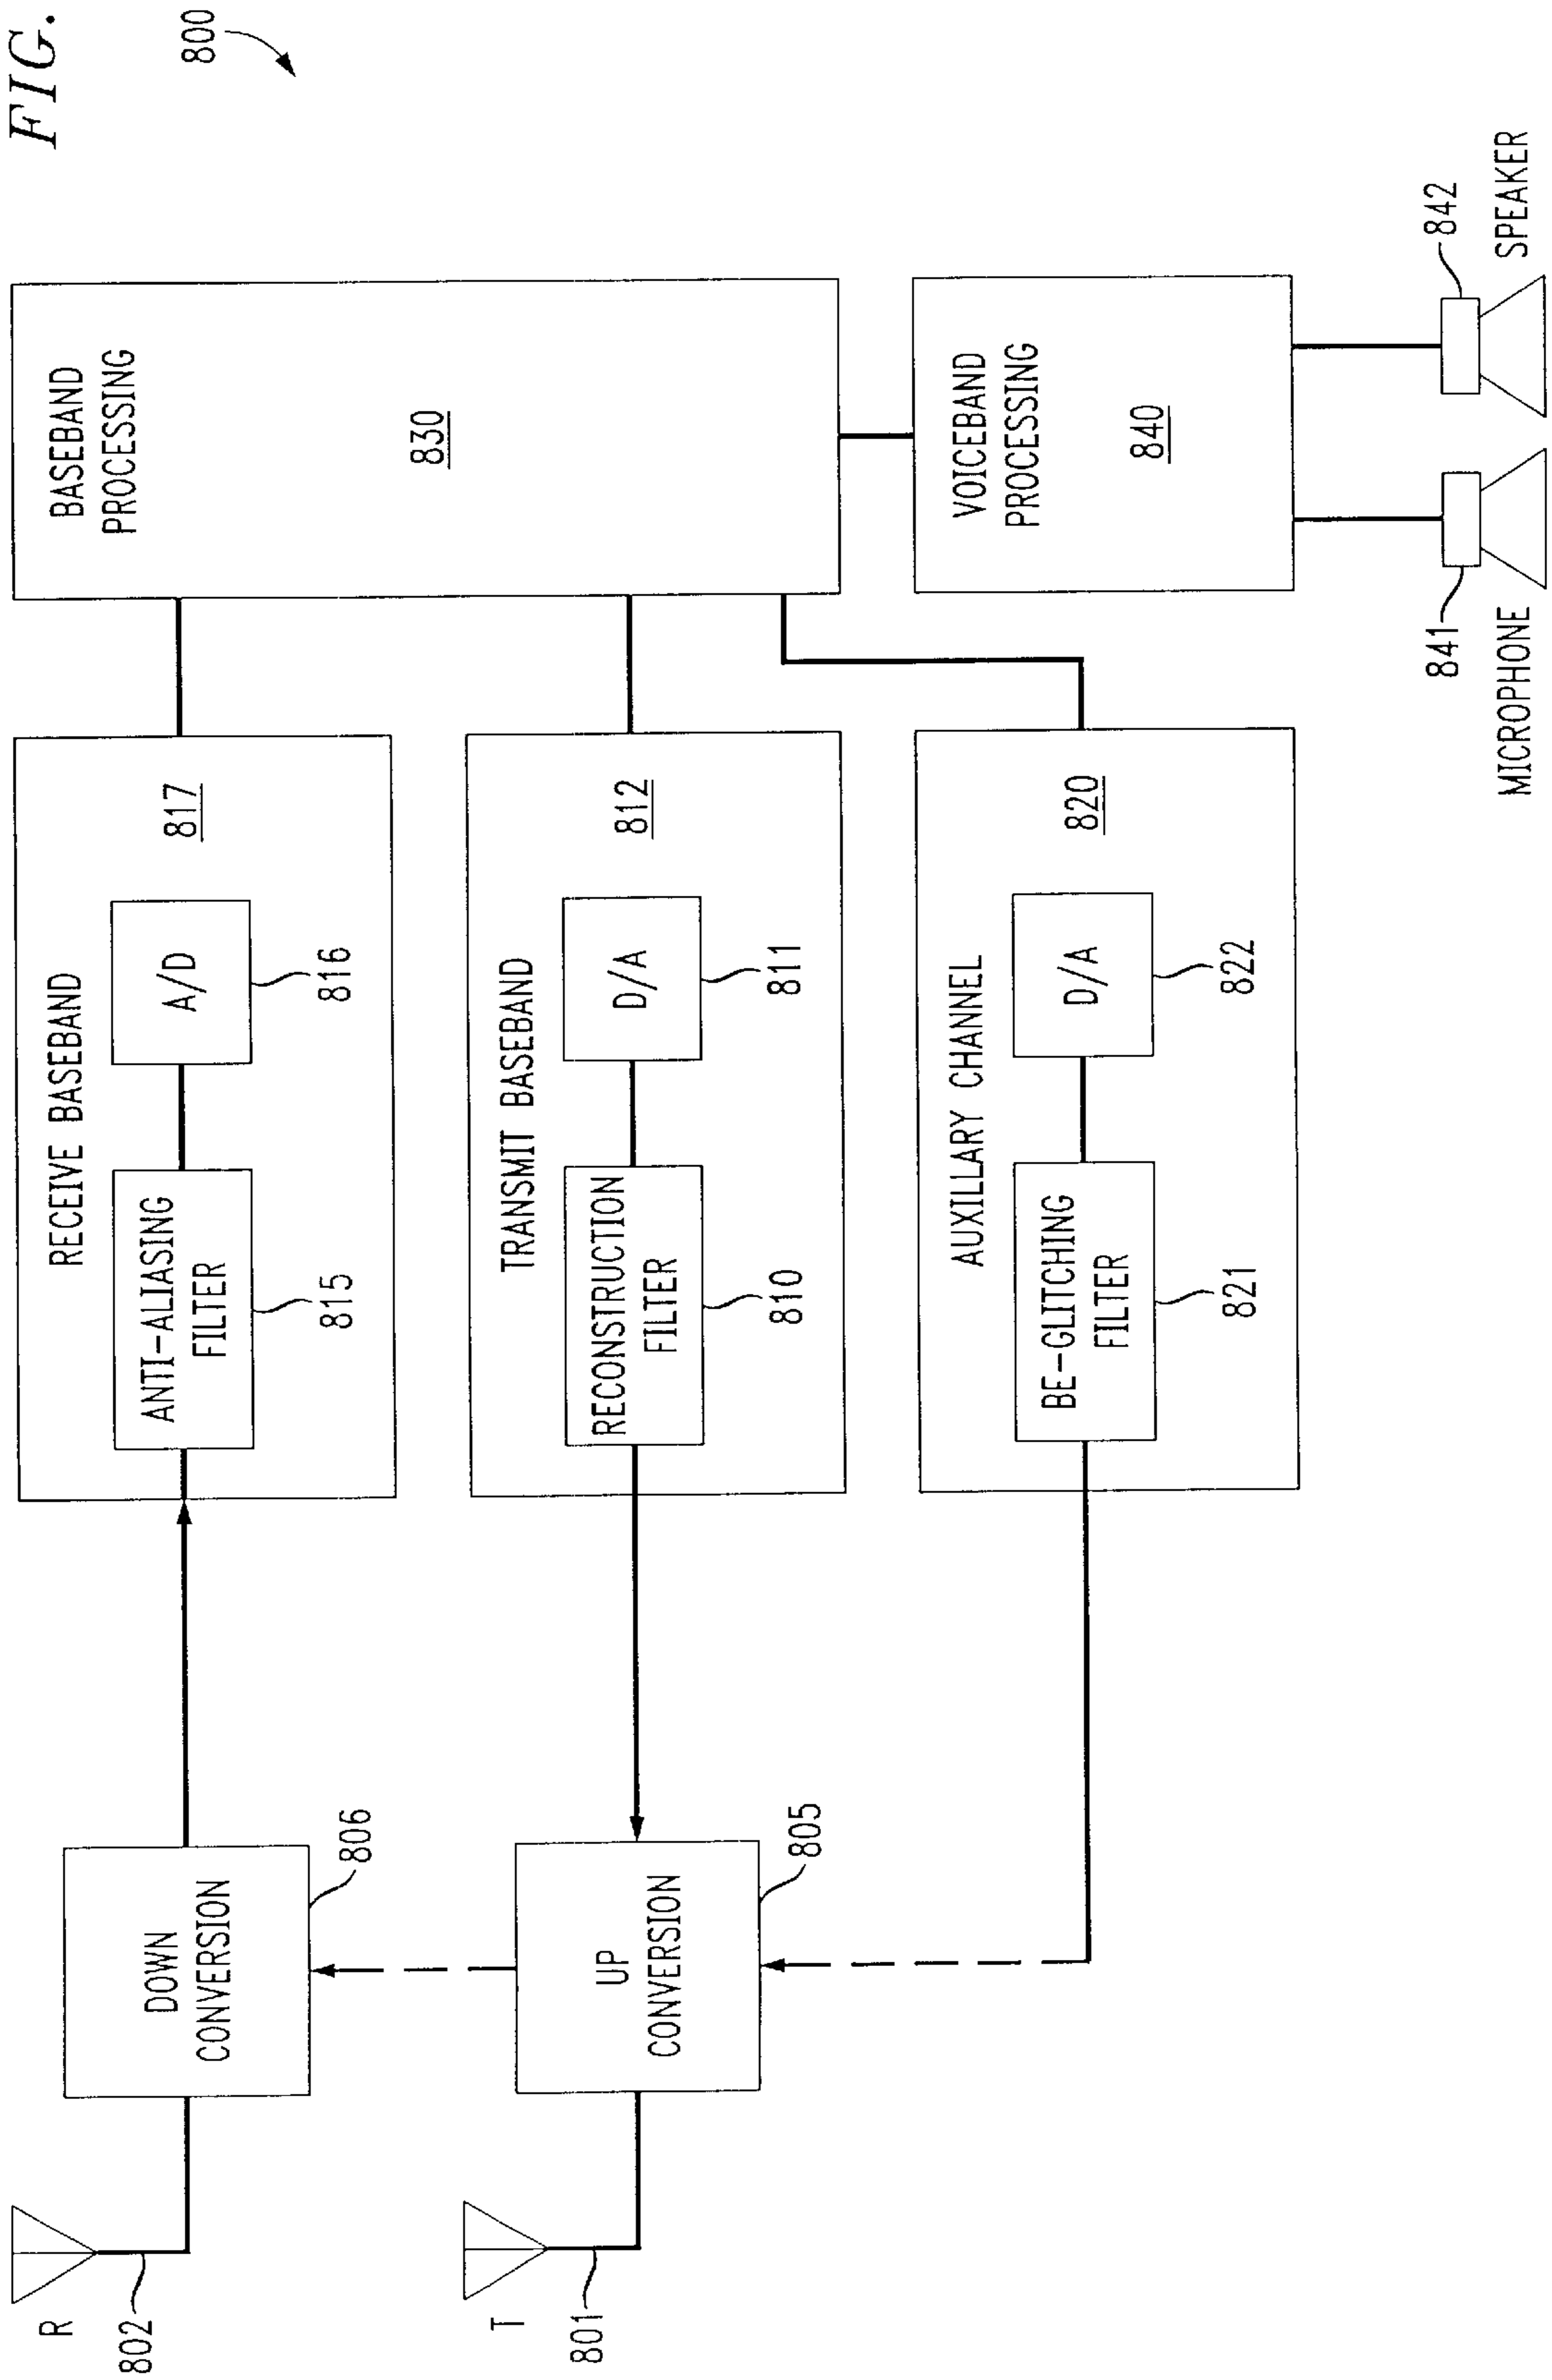 FIG.
800
R
802
DOWN
CONVERSION
806
RECEIVE BASEBAND
ANTI-ALIASING
FILTER
815
A/D
816
817
BASEBAND
PROCESSING
830
T
801
UP
CONVERSION
805
TRANSMIT BASEBAND
RECONSTRUCTION
FILTER
810
D/A
811
812
AUXILLARY CHANNEL
BE-GLITCHING
FILTER
821
D/A
822
820
VOICEBAND
PROCESSING
840
841
MICROPHONE
842
SPEAKER